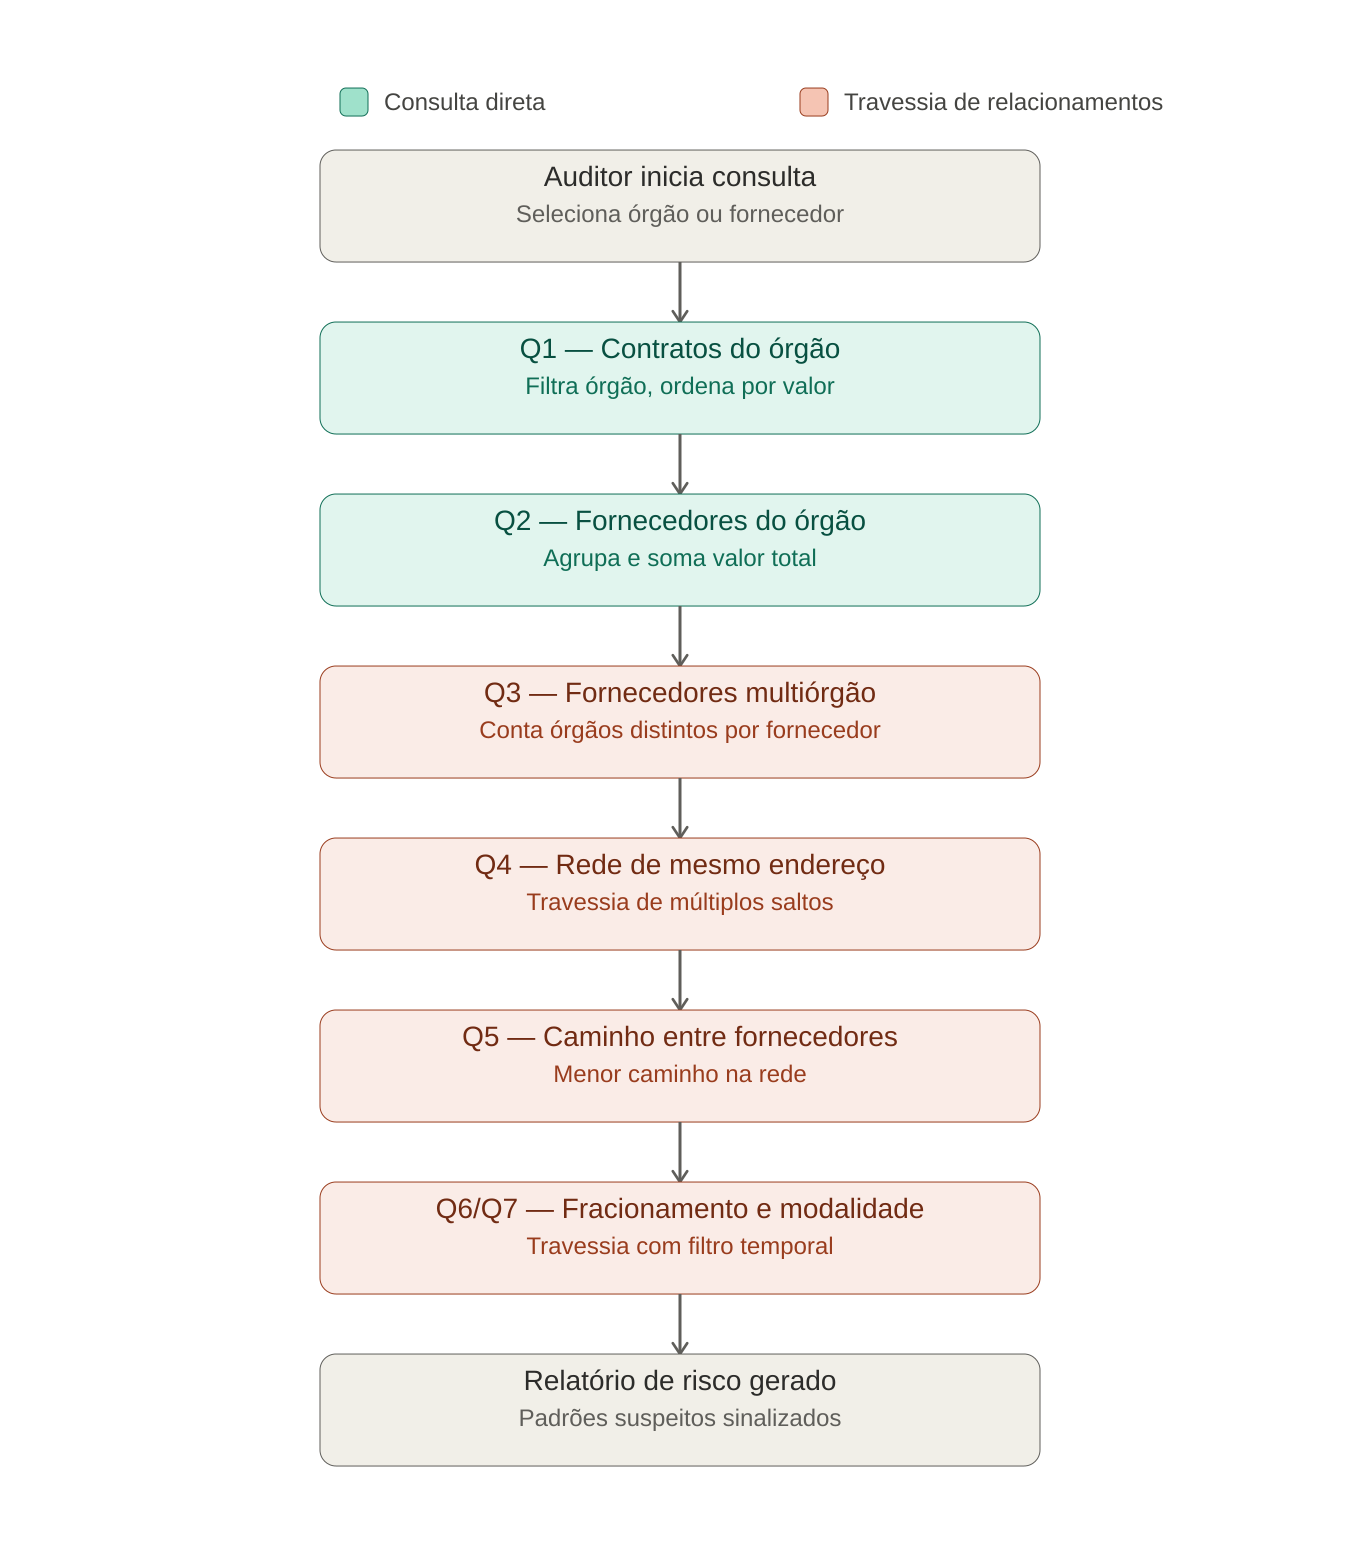 Consulta direta
Travessia de relacionamentos
Auditor inicia consulta
Seleciona órgão ou fornecedor
Q1 — Contratos do órgão
Filtra órgão, ordena por valor
Q2 — Fornecedores do órgão
Agrupa e soma valor total
Q3 — Fornecedores multiórgão
Conta órgãos distintos por fornecedor
Q4 — Rede de mesmo endereço
Travessia de múltiplos saltos
Q5 — Caminho entre fornecedores
Menor caminho na rede
Q6/Q7 — Fracionamento e modalidade
Travessia com filtro temporal
Relatório de risco gerado
Padrões suspeitos sinalizados